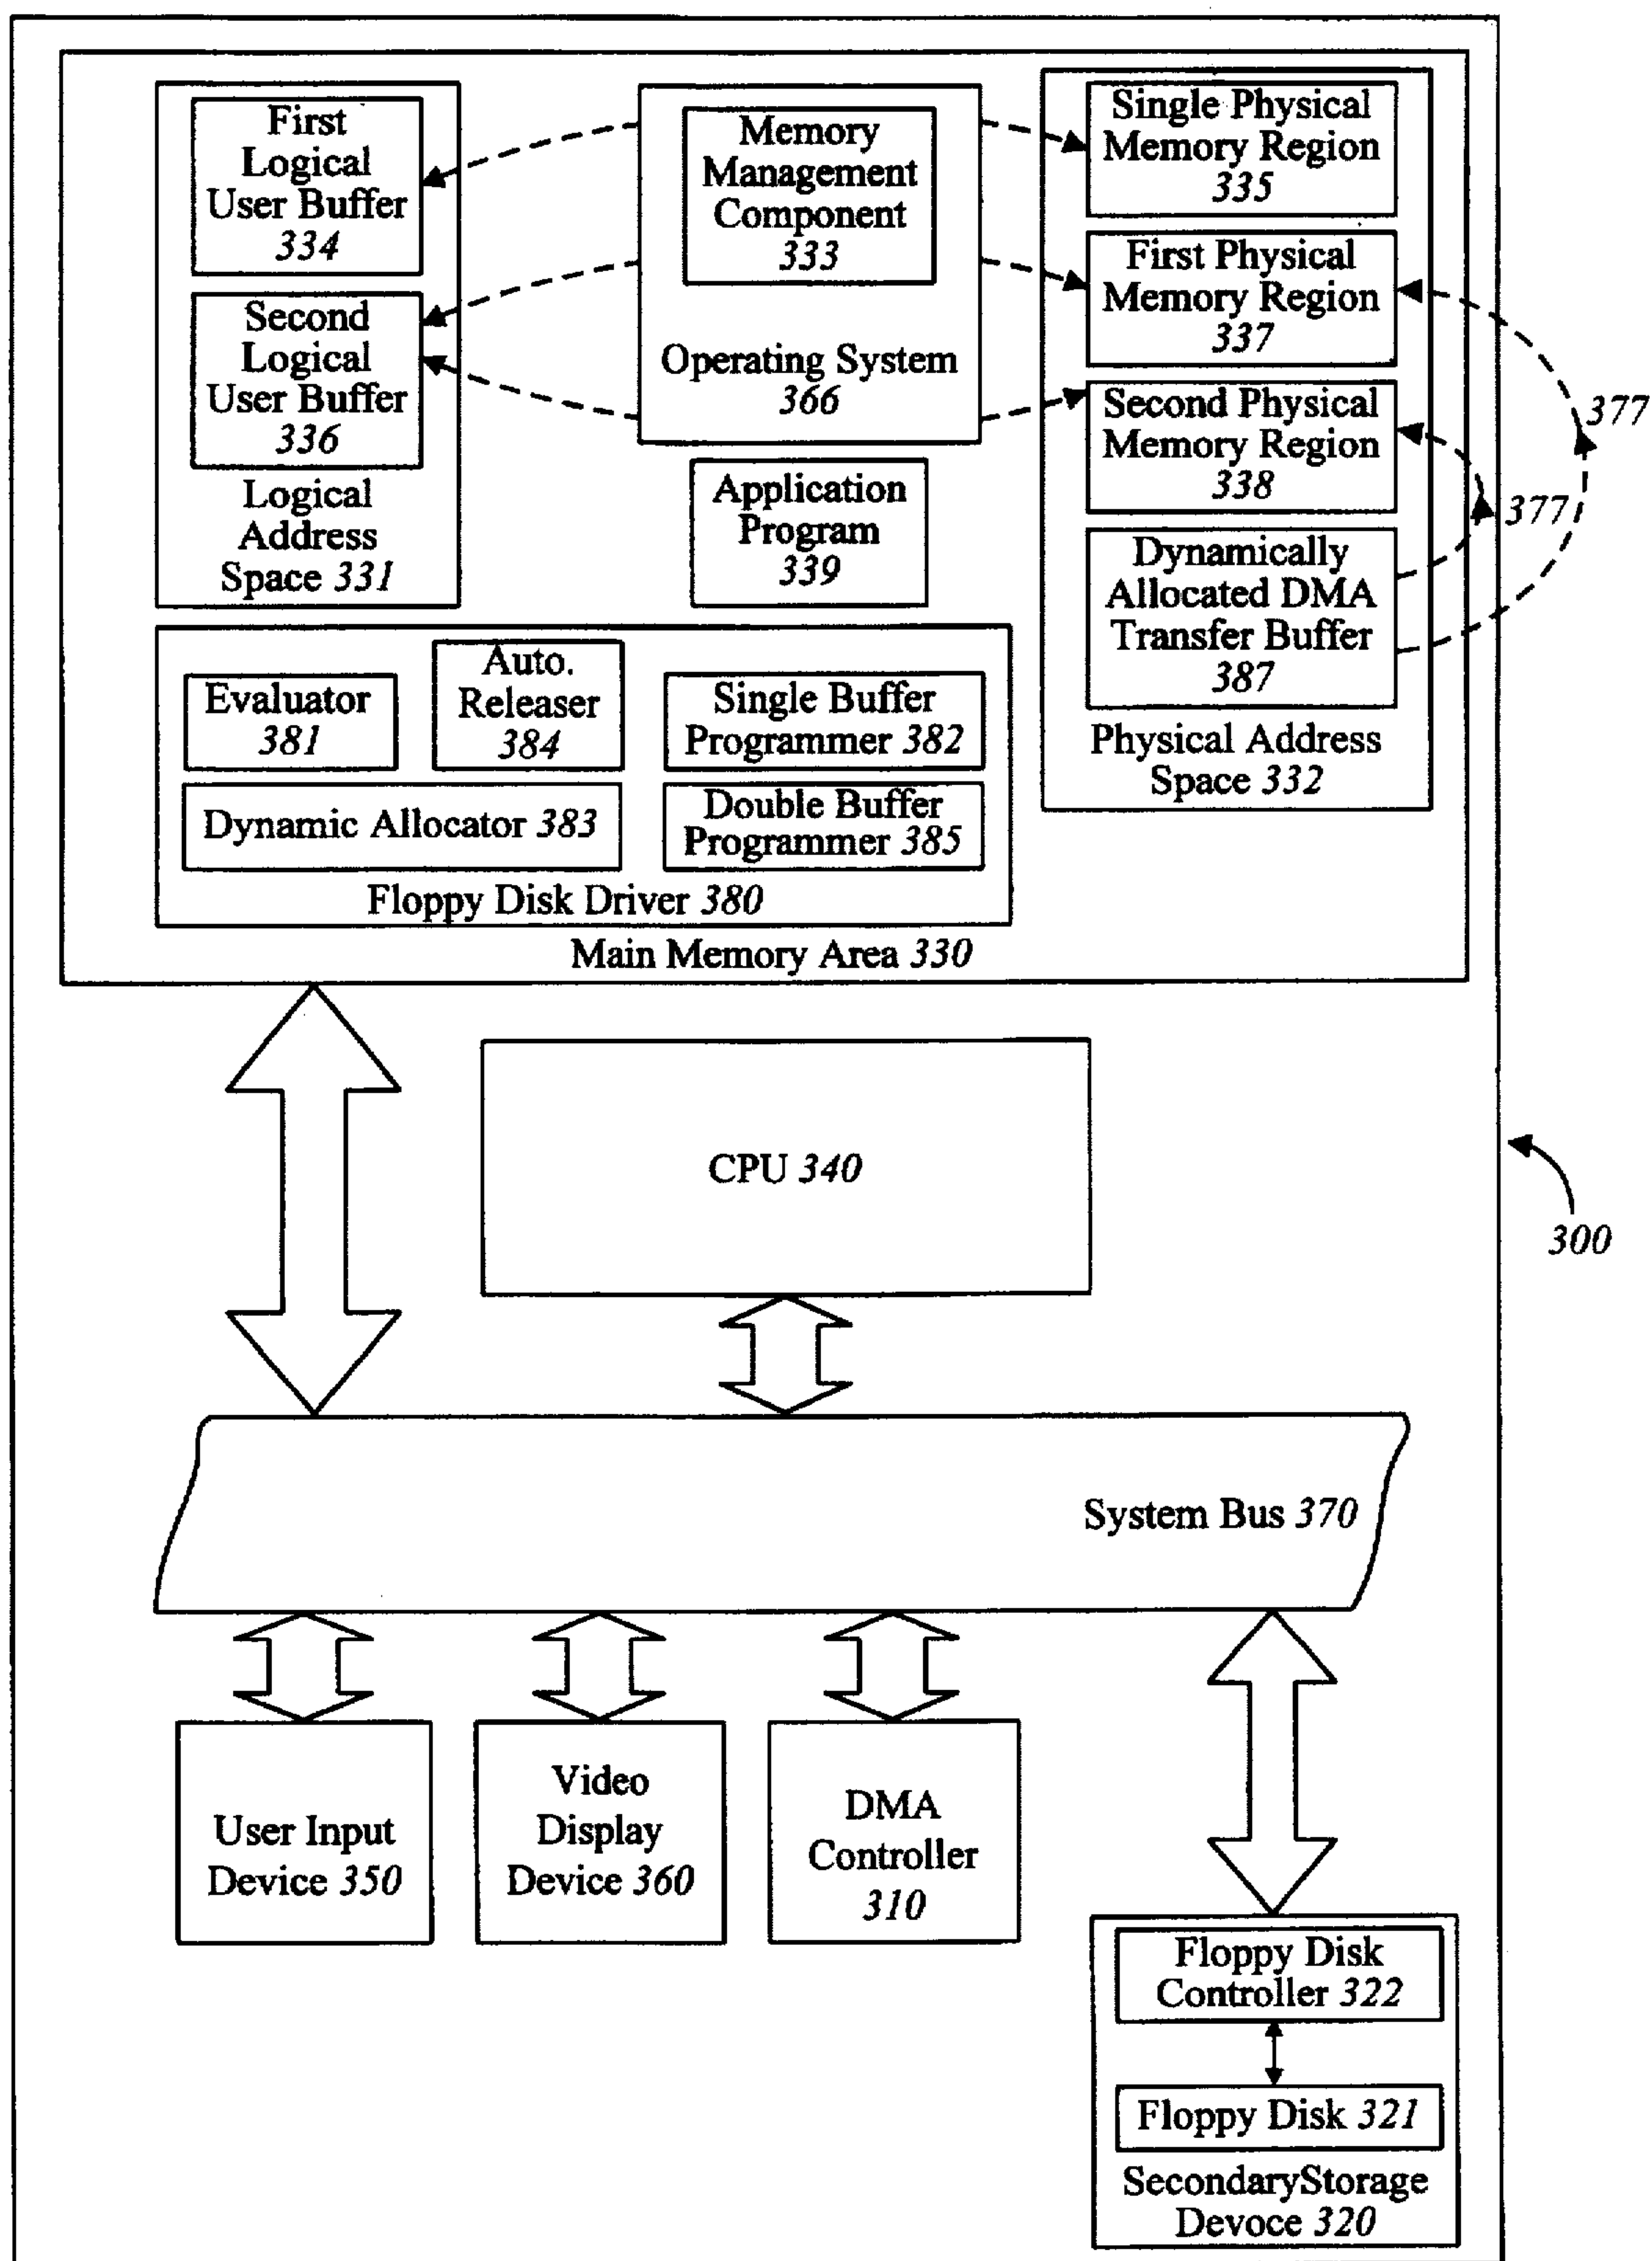 First
Logical
User Buffer
334
Second
Logical
User Buffer
336
Logical
Address
Space 331
Memory
Management
Component
333
Operating System
366
Application
Program
339
Single Physical
Memory Region
335
First Physical
Memory Region
337
Second Physical
Memory Region
338
Dynamically
Allocated DMA
Transfer Buffer
387
Physical Address
Space 332
377
377
Evaluator
381
Auto.
Releaser
384
Single Buffer
Programmer 382
Dynamic Allocator 383
Double Buffer
Programmer 385
Floppy Disk Driver 380
Main Memory Area 330
CPU 340
300
System Bus 370
User Input
Device 350
Video
Display
Device 360
DMA
Controller
310
Floppy Disk
Controller 322
Floppy Disk 321
SecondaryStorage
Devoce 320